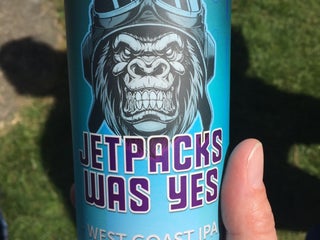 JETPACKS
WAS YES
WEST COAST IPA